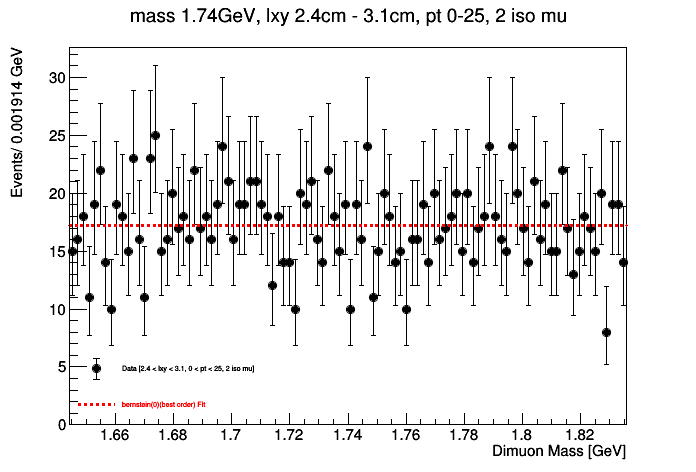 mass 1.74GeV, lxy 2.4cm - 3.1cm, pt 0-25, 2 iso mu
Events/ 0.001914 GeV
30
25
20
15
10
5
0
Data [2.4 < lxy < 3.1, 0 < pt < 25, 2 iso mu]
bernstein(0)(best order) Fit
1.66 1.68 1.7 1.72 1.74 1.76 1.78 1.8 1.82
Dimuon Mass [GeV]